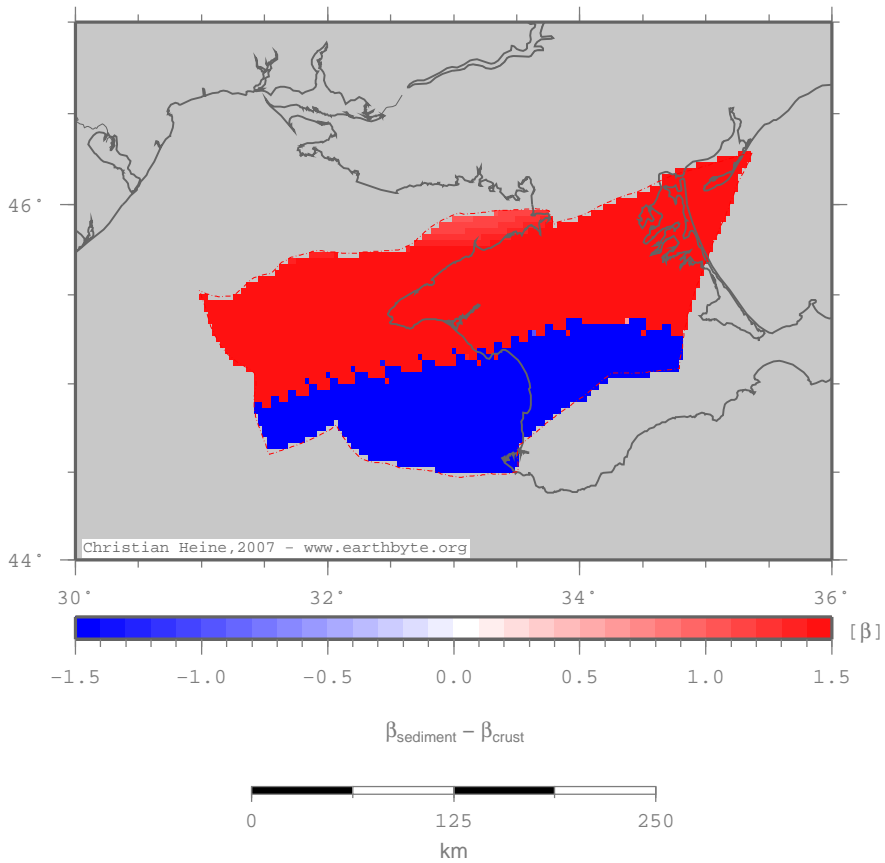 46°
44°
Christian Heine,2007 - www.earthbyte.org
30° 32° 34° 36°
[β]
−1.5 −1.0 −0.5 0.0 0.5 1.0 1.5
βsediment − βcrust
0 125 250
km